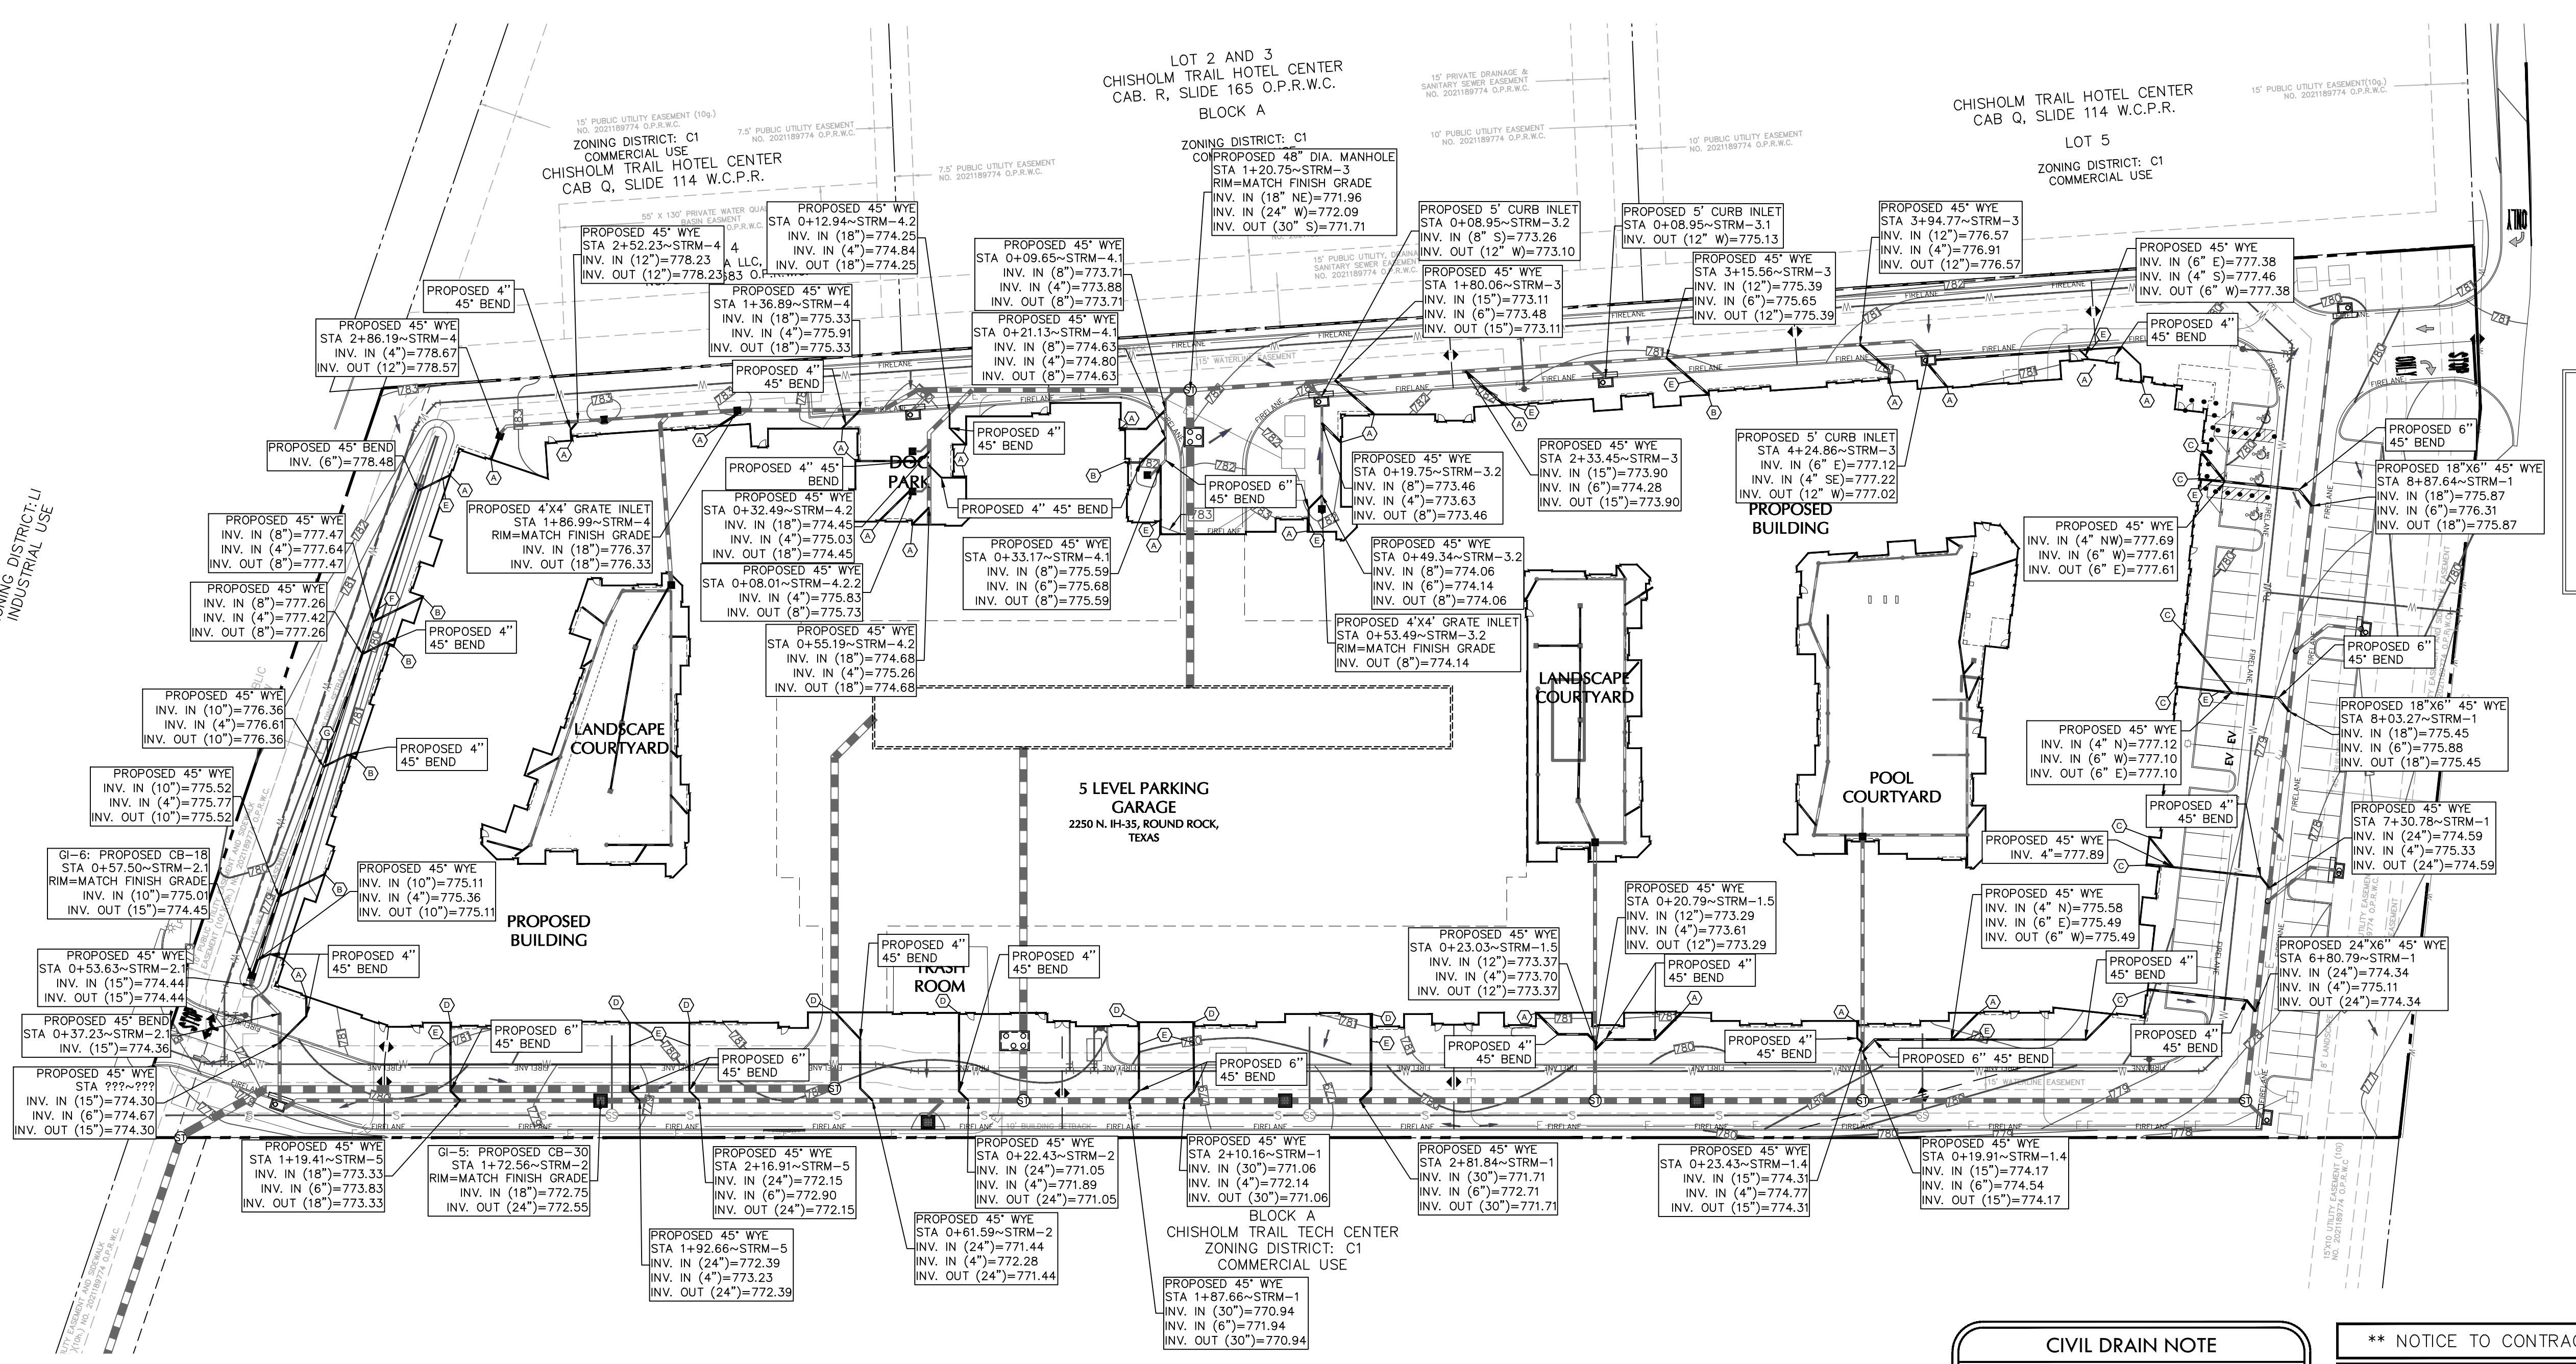 LOT 2 AND 3
CHISHOLM TRAIL HOTEL CENTER
CAB. R, SLIDE 165 O.P.R.W.C.
BLOCK A
ZONING DISTRICT: C1
15' PRIVATE DRAINAGE &
SANITARY SEWER EASEMENT
NO. 2021189774 O.P.R.W.C.
CHISHOLM TRAIL HOTEL CENTER
CAB Q, SLIDE 114 W.C.P.R.
LOT 5
ZONING DISTRICT: C1
COMMERCIAL USE
15' PUBLIC UTILITY EASEMENT(10g.)
NO. 2021189774 O.P.R.W.C.
15' PUBLIC UTILITY EASEMENT (10g.)
NO. 2021189774 O.P.R.W.C.
ZONING DISTRICT: C1
COMMERCIAL USE
CHISHOLM TRAIL HOTEL CENTER
CAB Q, SLIDE 114 W.C.P.R.
7.5' PUBLIC UTILITY EASEMENT
NO. 2021189774 O.P.R.W.C.
7.5' PUBLIC UTILITY EASEMENT
NO. 2021189774 O.P.R.W.C.
10' PUBLIC UTILITY EASEMENT
NO. 2021189774 O.P.R.W.C.
10' PUBLIC UTILITY EASEMENT
NO. 2021189774 O.P.R.W.C.
PROPOSED 48" DIA. MANHOLE
STA 1+20.75~STRM-3
RIM=MATCH FINISH GRADE
INV. IN (18" NE)=771.96
INV. IN (24" W)=772.09
INV. OUT (30" S)=771.71
PROPOSED 45° WYE
STA 0+12.94~STRM-4.2
INV. IN (18")=774.25
INV. IN (4")=774.84
INV. OUT (18")=774.25
PROPOSED 45° WYE
STA 2+52.23~STRM-4
INV. IN (12")=778.23
INV. OUT (12")=778.23
PROPOSED 45° WYE
STA 0+09.65~STRM-4.1
INV. IN (8")=773.71
INV. IN (4")=773.88
INV. OUT (8")=773.71
PROPOSED 5' CURB INLET
STA 0+08.95~STRM-3.2
INV. IN (8" S)=773.26
INV. OUT (12" W)=773.10
PROPOSED 5' CURB INLET
STA 0+08.95~STRM-3.1
INV. OUT (12" W)=775.13
PROPOSED 45° WYE
STA 3+94.77~STRM-3
INV. IN (12")=776.57
INV. IN (4")=776.91
INV. OUT (12")=776.57
PROPOSED 45° WYE
INV. IN (6" E)=777.38
INV. IN (4" S)=777.46
INV. OUT (6" W)=777.38
PROPOSED 4"
45° BEND
PROPOSED 45° WYE
STA 1+36.89~STRM-4
INV. IN (18")=775.33
INV. IN (4")=775.91
INV. OUT (18")=775.33
PROPOSED 45° WYE
STA 1+80.06~STRM-3
INV. IN (15")=773.11
INV. IN (6")=773.48
INV. OUT (15")=773.11
PROPOSED 45° WYE
STA 3+15.56~STRM-3
INV. IN (12")=775.39
INV. IN (6")=775.65
INV. OUT (12")=775.39
PROPOSED 45° WYE
STA 2+86.19~STRM-4
INV. IN (4")=778.67
INV. OUT (12")=778.57
PROPOSED 45° WYE
STA 0+21.13~STRM-4.1
INV. IN (8")=774.63
INV. IN (4")=774.80
INV. OUT (8")=774.63
PROPOSED 4"
45° BEND
PROPOSED 4"
45° BEND
PROPOSED 45° BEND
INV. (6")=778.48
PROPOSED 4"
45° BEND
PROPOSED 4" 45°
BEND
PROPOSED 6"
45° BEND
PROPOSED 6"
45° BEND
PROPOSED 45° WYE
STA 0+19.75~STRM-3.2
INV. IN (8")=773.46
INV. IN (4")=773.63
INV. OUT (8")=773.46
PROPOSED 45° WYE
STA 2+33.45~STRM-3
INV. IN (15")=773.90
INV. IN (6")=774.28
INV. OUT (15")=773.90
PROPOSED 5' CURB INLET
STA 4+24.86~STRM-3
INV. IN (6" E)=777.12
INV. IN (4" SE)=777.22
INV. OUT (12" W)=777.02
PROPOSED
BUILDING
PROPOSED 18"X6" 45° WYE
STA 8+87.64~STRM-1
INV. IN (18")=775.87
INV. IN (6")=776.31
INV. OUT (18")=775.87
ZONING DISTRICT:LI
INDUSTRIAL USE
PROPOSED 45° WYE
INV. IN (8")=777.47
INV. IN (4")=777.64
INV. OUT (8")=777.47
PROPOSED 4'X4' GRATE INLET
STA 1+86.99~STRM-4
RIM=MATCH FINISH GRADE
INV. IN (18")=776.37
INV. OUT (18")=776.33
PROPOSED 45° WYE
STA 0+32.49~STRM-4.2
INV. IN (18")=774.45
INV. IN (4")=775.03
INV. OUT (18")=774.45
PROPOSED 4" 45° BEND
PROPOSED 45° WYE
STA 0+33.17~STRM-4.1
INV. IN (8")=775.59
INV. IN (6")=775.68
INV. OUT (8")=775.59
PROPOSED 45° WYE
STA 0+49.34~STRM-3.2
INV. IN (8")=774.06
INV. IN (6")=774.14
INV. OUT (8")=774.06
PROPOSED 45° WYE
INV. IN (4" NW)=777.69
INV. IN (6" W)=777.61
INV. OUT (6" E)=777.61
PROPOSED 45° WYE
INV. IN (8")=777.26
INV. IN (4")=777.42
INV. OUT (8")=777.26
PROPOSED 4"
45° BEND
PROPOSED 45° WYE
STA 0+08.01~STRM-4.2.2
INV. IN (4")=775.83
INV. OUT (8")=775.73
PROPOSED 45° WYE
STA 0+55.19~STRM-4.2
INV. IN (18")=774.68
INV. IN (4")=775.26
INV. OUT (18")=774.68
PROPOSED 4'X4' GRATE INLET
STA 0+53.49~STRM-3.2
RIM=MATCH FINISH GRADE
INV. OUT (8")=774.14
PROPOSED 6"
45° BEND
PROPOSED 45° WYE
INV. IN (10")=776.36
INV. IN (4")=776.61
INV. OUT (10")=776.36
LANDSCAPE
COURTYARD
LANDSCAPE
COURTYARD
PROPOSED 18"X6" 45° WYE
STA 8+03.27~STRM-1
INV. IN (18")=775.45
INV. IN (6")=775.88
INV. OUT (18")=775.45
PROPOSED 45° WYE
INV. IN (4" N)=777.12
INV. IN (6" W)=777.10
INV. OUT (6" E)=777.10
EV EV
PROPOSED 4"
45° BEND
PROPOSED 45° WYE
INV. IN (10")=775.52
INV. IN (4")=775.77
INV. OUT (10")=775.52
5 LEVEL PARKING
GARAGE
2250 N. IH-35, ROUND ROCK,
TEXAS
POOL
COURTYARD
PROPOSED 4"
45° BEND
PROPOSED 45° WYE
STA 7+30.78~STRM-1
INV. IN (24")=774.59
INV. IN (4")=775.33
INV. OUT (24")=774.59
PROPOSED 45° WYE
INV. 4"=777.89
GI-6: PROPOSED CB-18
STA 0+57.50~STRM-2.1
RIM=MATCH FINISH GRADE
INV. IN (10")=775.01
INV. OUT (15")=774.45
PROPOSED 45° WYE
INV. IN (10")=775.11
INV. IN (4")=775.36
INV. OUT (10")=775.11
PROPOSED
BUILDING
PROPOSED 45° WYE
STA 0+20.79~STRM-1.5
INV. IN (12")=773.29
INV. IN (4")=773.61
INV. OUT (12")=773.29
PROPOSED 45° WYE
INV. IN (4" N)=775.58
INV. IN (6" E)=775.49
INV. OUT (6" W)=775.49
PROPOSED 45° WYE
STA 0+53.63~STRM-2.1
INV. IN (15")=774.44
INV. OUT (15")=774.44
PROPOSED 4"
45° BEND
PROPOSED 4"
45° BEND
TRASH
ROOM
PROPOSED 4"
45° BEND
PROPOSED 45° WYE
STA 0+23.03~STRM-1.5
INV. IN (12")=773.37
INV. IN (4")=773.70
INV. OUT (12")=773.37
PROPOSED 4"
45° BEND
PROPOSED 4"
45° BEND
PROPOSED 24"X6" 45° WYE
STA 6+80.79~STRM-1
INV. IN (24")=774.34
INV. IN (4")=775.11
INV. OUT (24")=774.34
PROPOSED 45° BEND
STA 0+37.23~STRM-2.1
INV. (15")=774.36
PROPOSED 6"
45° BEND
PROPOSED 6"
45° BEND
PROPOSED 6"
45° BEND
PROPOSED 4"
45° BEND
PROPOSED 4"
45° BEND
PROPOSED 6" 45° BEND
PROPOSED 4"
45° BEND
PROPOSED 45° WYE
STA ???~???
INV. IN (15")=774.30
INV. IN (6")=774.67
INV. OUT (15")=774.30
15' WATERLINE EASEMENT
10' BUILDING SETBACK
PROPOSED 45° WYE
STA 1+19.41~STRM-5
INV. IN (18")=773.33
INV. IN (6")=773.83
INV. OUT (18")=773.33
GI-5: PROPOSED CB-30
STA 1+72.56~STRM-2
RIM=MATCH FINISH GRADE
INV. IN (18")=772.75
INV. OUT (24")=772.55
PROPOSED 45° WYE
STA 2+16.91~STRM-5
INV. IN (24")=772.15
INV. IN (6")=772.90
INV. OUT (24")=772.15
PROPOSED 45° WYE
STA 0+22.43~STRM-2
INV. IN (24")=771.05
INV. IN (4")=771.89
INV. OUT (24")=771.05
PROPOSED 45° WYE
STA 2+10.16~STRM-1
INV. IN (30")=771.06
INV. IN (4")=772.14
INV. OUT (30")=771.06
PROPOSED 45° WYE
STA 2+81.84~STRM-1
INV. IN (30")=771.71
INV. IN (6")=772.71
INV. OUT (30")=771.71
PROPOSED 45° WYE
STA 0+23.43~STRM-1.4
INV. IN (15")=774.31
INV. IN (4")=774.77
INV. OUT (15")=774.31
PROPOSED 45° WYE
STA 0+19.91~STRM-1.4
INV. IN (15")=774.17
INV. IN (6")=774.54
INV. OUT (15")=774.17
PROPOSED 45° WYE
STA 1+92.66~STRM-5
INV. IN (24")=772.39
INV. IN (4")=773.23
INV. OUT (24")=772.39
PROPOSED 45° WYE
STA 0+61.59~STRM-2
INV. IN (24")=771.44
INV. IN (4")=772.28
INV. OUT (24")=771.44
BLOCK A
CHISHOLM TRAIL TECH CENTER
ZONING DISTRICT: C1
COMMERCIAL USE
PROPOSED 45° WYE
STA 1+87.66~STRM-1
INV. IN (30")=770.94
INV. IN (6")=771.94
INV. OUT (30")=770.94
CIVIL DRAIN NOTE
** NOTICE TO